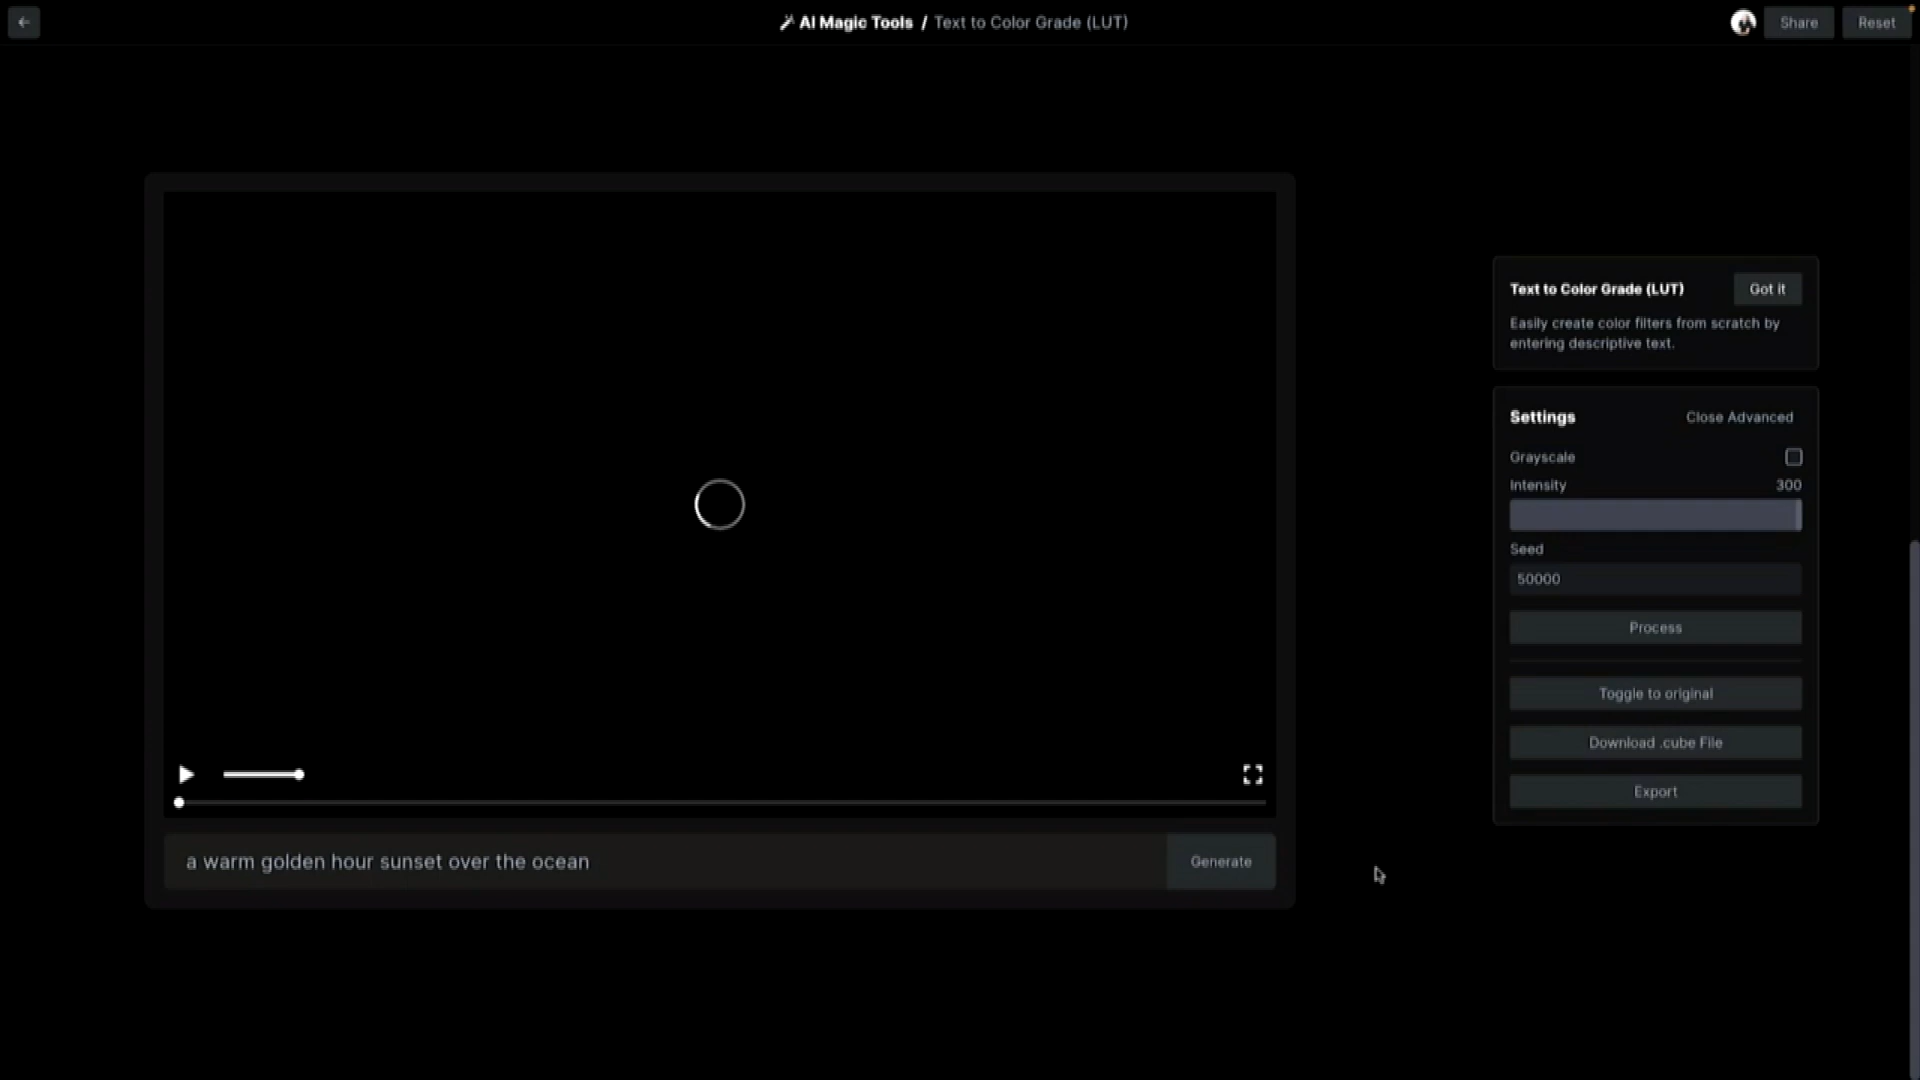 AI Magic Tools / Text to Color Grade (LUT)
Share
Reset
Text to Color Grade (LUT)
Got it
Easily create color filters from scratch by
entering descriptive text.
Settings
Close Advanced
Grayscale
Intensity 300
Seed
50000
Process
Toggle to original
Download .cube File
Export
a warm golden hour sunset over the ocean
Generate